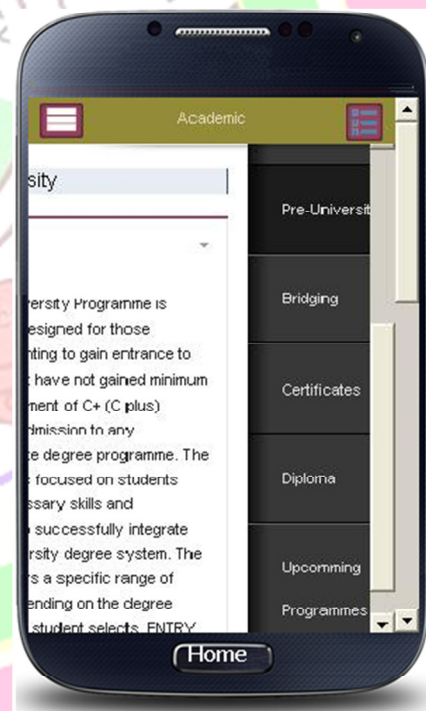 Academic
sity
ersity Programme is
esigned for those
nting to gain entrance to
have not gained minimum
ment of C+ (C plus)
dmission to any
te degree programme. The
focused on students
ssary skills and
successfully integrate
rsity degree system. The
rs a specific range of
ending on the degree
student selects. ENTRY
Pre-Universit
Bridging
Certificates
Diploma
Upcomming
Programmes
Home